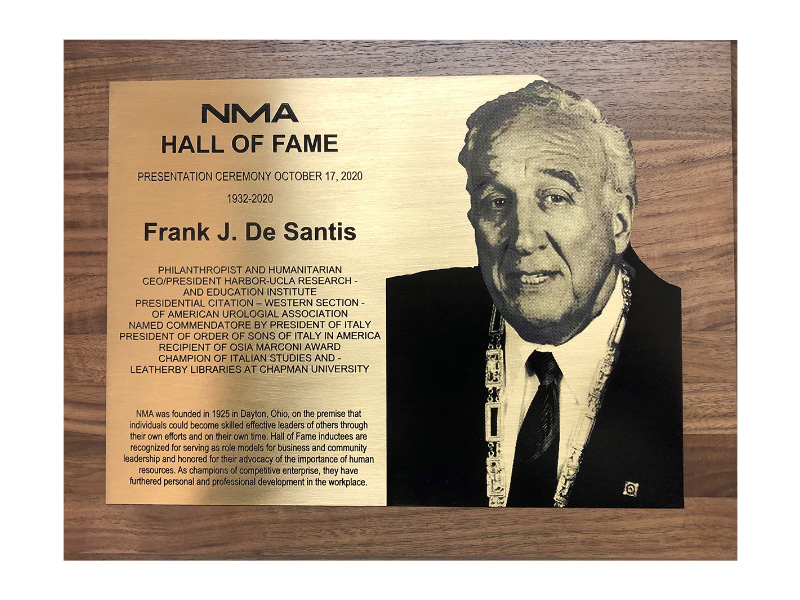 NMA
HALL OF FAME
PRESENTATION CEREMONY OCTOBER 17, 2020
1932-2020
Frank J. De Santis
PHILANTHROPIST AND HUMANITARIAN
CEO/PRESIDENT HARBOR-UCLA RESEARCH -
AND EDUCATION INSTITUTE
PRESIDENTIAL CITATION – WESTERN SECTION -
OF AMERICAN UROLOGIAL ASSOCIATION
NAMED COMMENDATORE BY PRESIDENT OF ITALY
PRESIDENT OF ORDER OF SONS OF ITALY IN AMERICA
RECIPIENT OF OSIA MARCONI AWARD
CHAMPION OF ITALIAN STUDIES AND -
LEATHERBY LIBRARIES AT CHAPMAN UNIVERSITY
NMA was founded in 1925 in Dayton, Ohio, on the premise that
individuals could become skilled effective leaders of others through
their own efforts and on their own time. Hall of Fame inductees are
recognized for serving as role models for business and community
leadership and honored for their advocacy of the importance of human
resources. As champions of competitive enterprise, they have
furthered personal and professional development in the workplace.